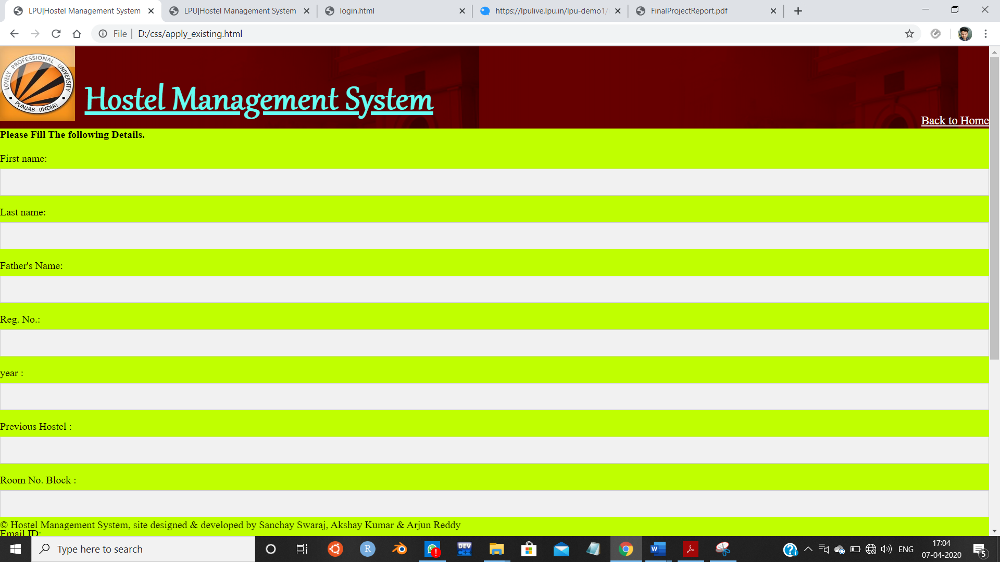 LPU|Hostel Management System
LPU|Hostel Management System
login.html
https://lpulive.lpu.in/lpu-demo1/
FinalProjectReport.pdf
File
D:/css/apply_existing.html
LOVELY PROFESSIONAL UNIVERSITY
PUNJAB (INDIA)
Hostel Management System
Back to Home
Please Fill The following Details.
First name:
Last name:
Father's Name:
Reg. No.:
year :
Previous Hostel :
Room No. Block :
© Hostel Management System, site designed & developed by Sanchay Swaraj, Akshay Kumar & Arjun Reddy
Email ID:
Type here to search
R
DEV
C++
W
ENG
17:04
07-04-2020
5